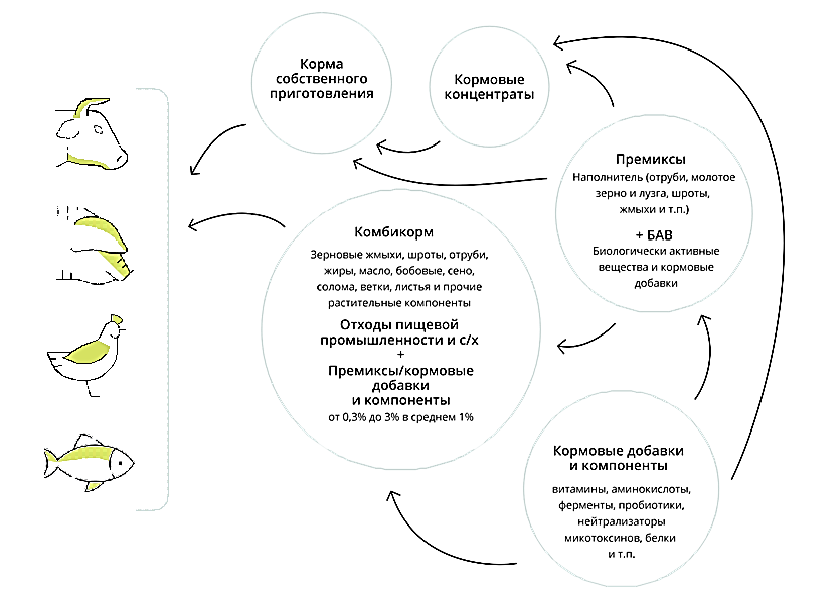 Корма
собственного
приготовления
Кормовые
концентраты
Премиксы
Наполнитель (отруби, молотое
зерно и лузга, шроты,
жмыхи и т.п.)
+ БАВ
Биологически активные
вещества и кормовые
добавки
Комбикорм
Зерновые жмыхи, шроты, отруби,
жиры, масло, бобовые, сено,
солома, ветки, листья и прочие
растительные компоненты
Отходы пищевой
промышленности и с/х
+
Премиксы/кормовые
добавки
и компоненты
от 0,3% до 3% в среднем 1%
Кормовые добавки
и компоненты
витамины, аминокислоты,
ферменты, пробиотики,
нейтрализаторы
микотоксинов, белки
и т.п.